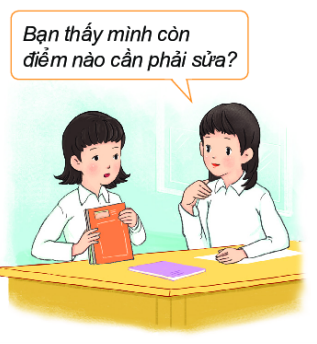 Bạn thấy mình còn
điểm nào cần phải sửa?